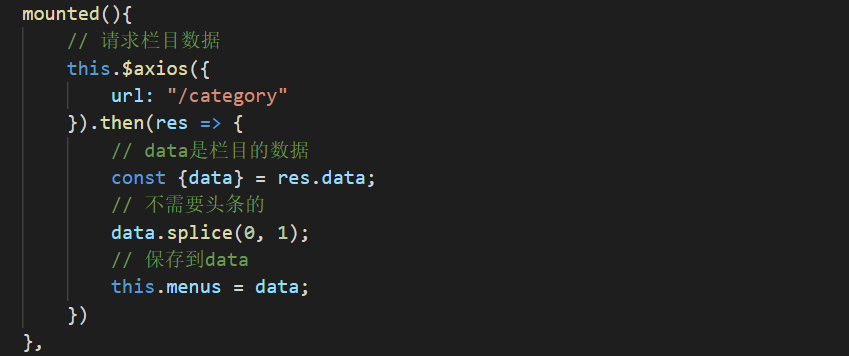 mounted(){
// 请求栏目数据
this.$axios({
url: "/category"
}).then(res => {
// data是栏目的数据
const {data} = res.data;
// 不需要头条的
data.splice(0, 1);
// 保存到data
this.menus = data;
})
},